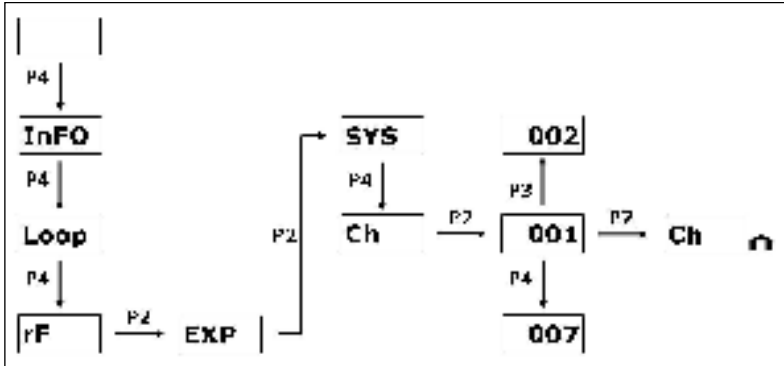 P4
InFO SYS 002
P4 P4 P3
Loop P2 Ch P2 001 P2 Ch
P4 P4
rF P2 EXP 007